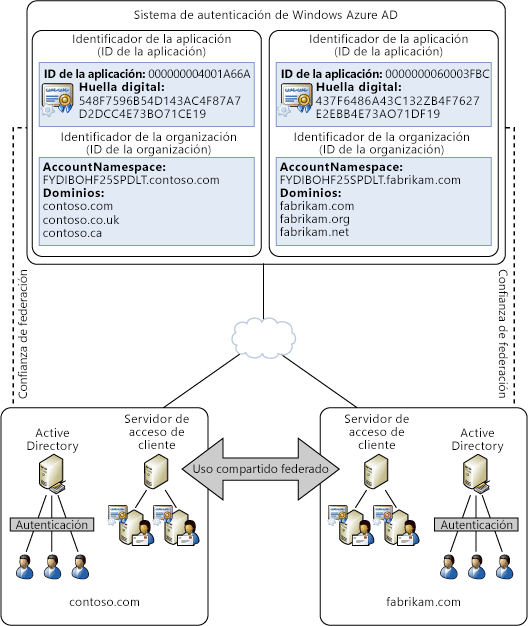 Sistema de autenticación de Windows Azure AD
Identificador de la aplicación
(ID de la aplicación)
ID de la aplicación: 000000004001A66A
Huella digital:
548F7596B54D143AC4F87A7
D2DCC4E73BO71CE19
Identificador de la organización
(ID de la organización)
AccountNamespace:
FYDIBOHF25SPDLT.contoso.com
Dominios:
contoso.com
contoso.co.uk
contoso.ca
Identificador de la aplicación
(ID de la aplicación)
ID de la aplicación: 0000000060003FBC
Huella digital:
437F6486A43C132ZB4F7627
E2EBB4E73AO71DF19
Identificador de la organización
(ID de la organización)
AccountNamespace:
FYDIBOHF25SPDLT.fabrikam.com
Dominios:
fabrikam.com
fabrikam.org
fabrikam.net
Confianza de federación
Confianza de federación
Active
Directory
Servidor de
acceso de
cliente
Autenticación
contoso.com
Uso compartido federado
Servidor de
acceso de
cliente
Active
Directory
Autenticación
fabrikam.com